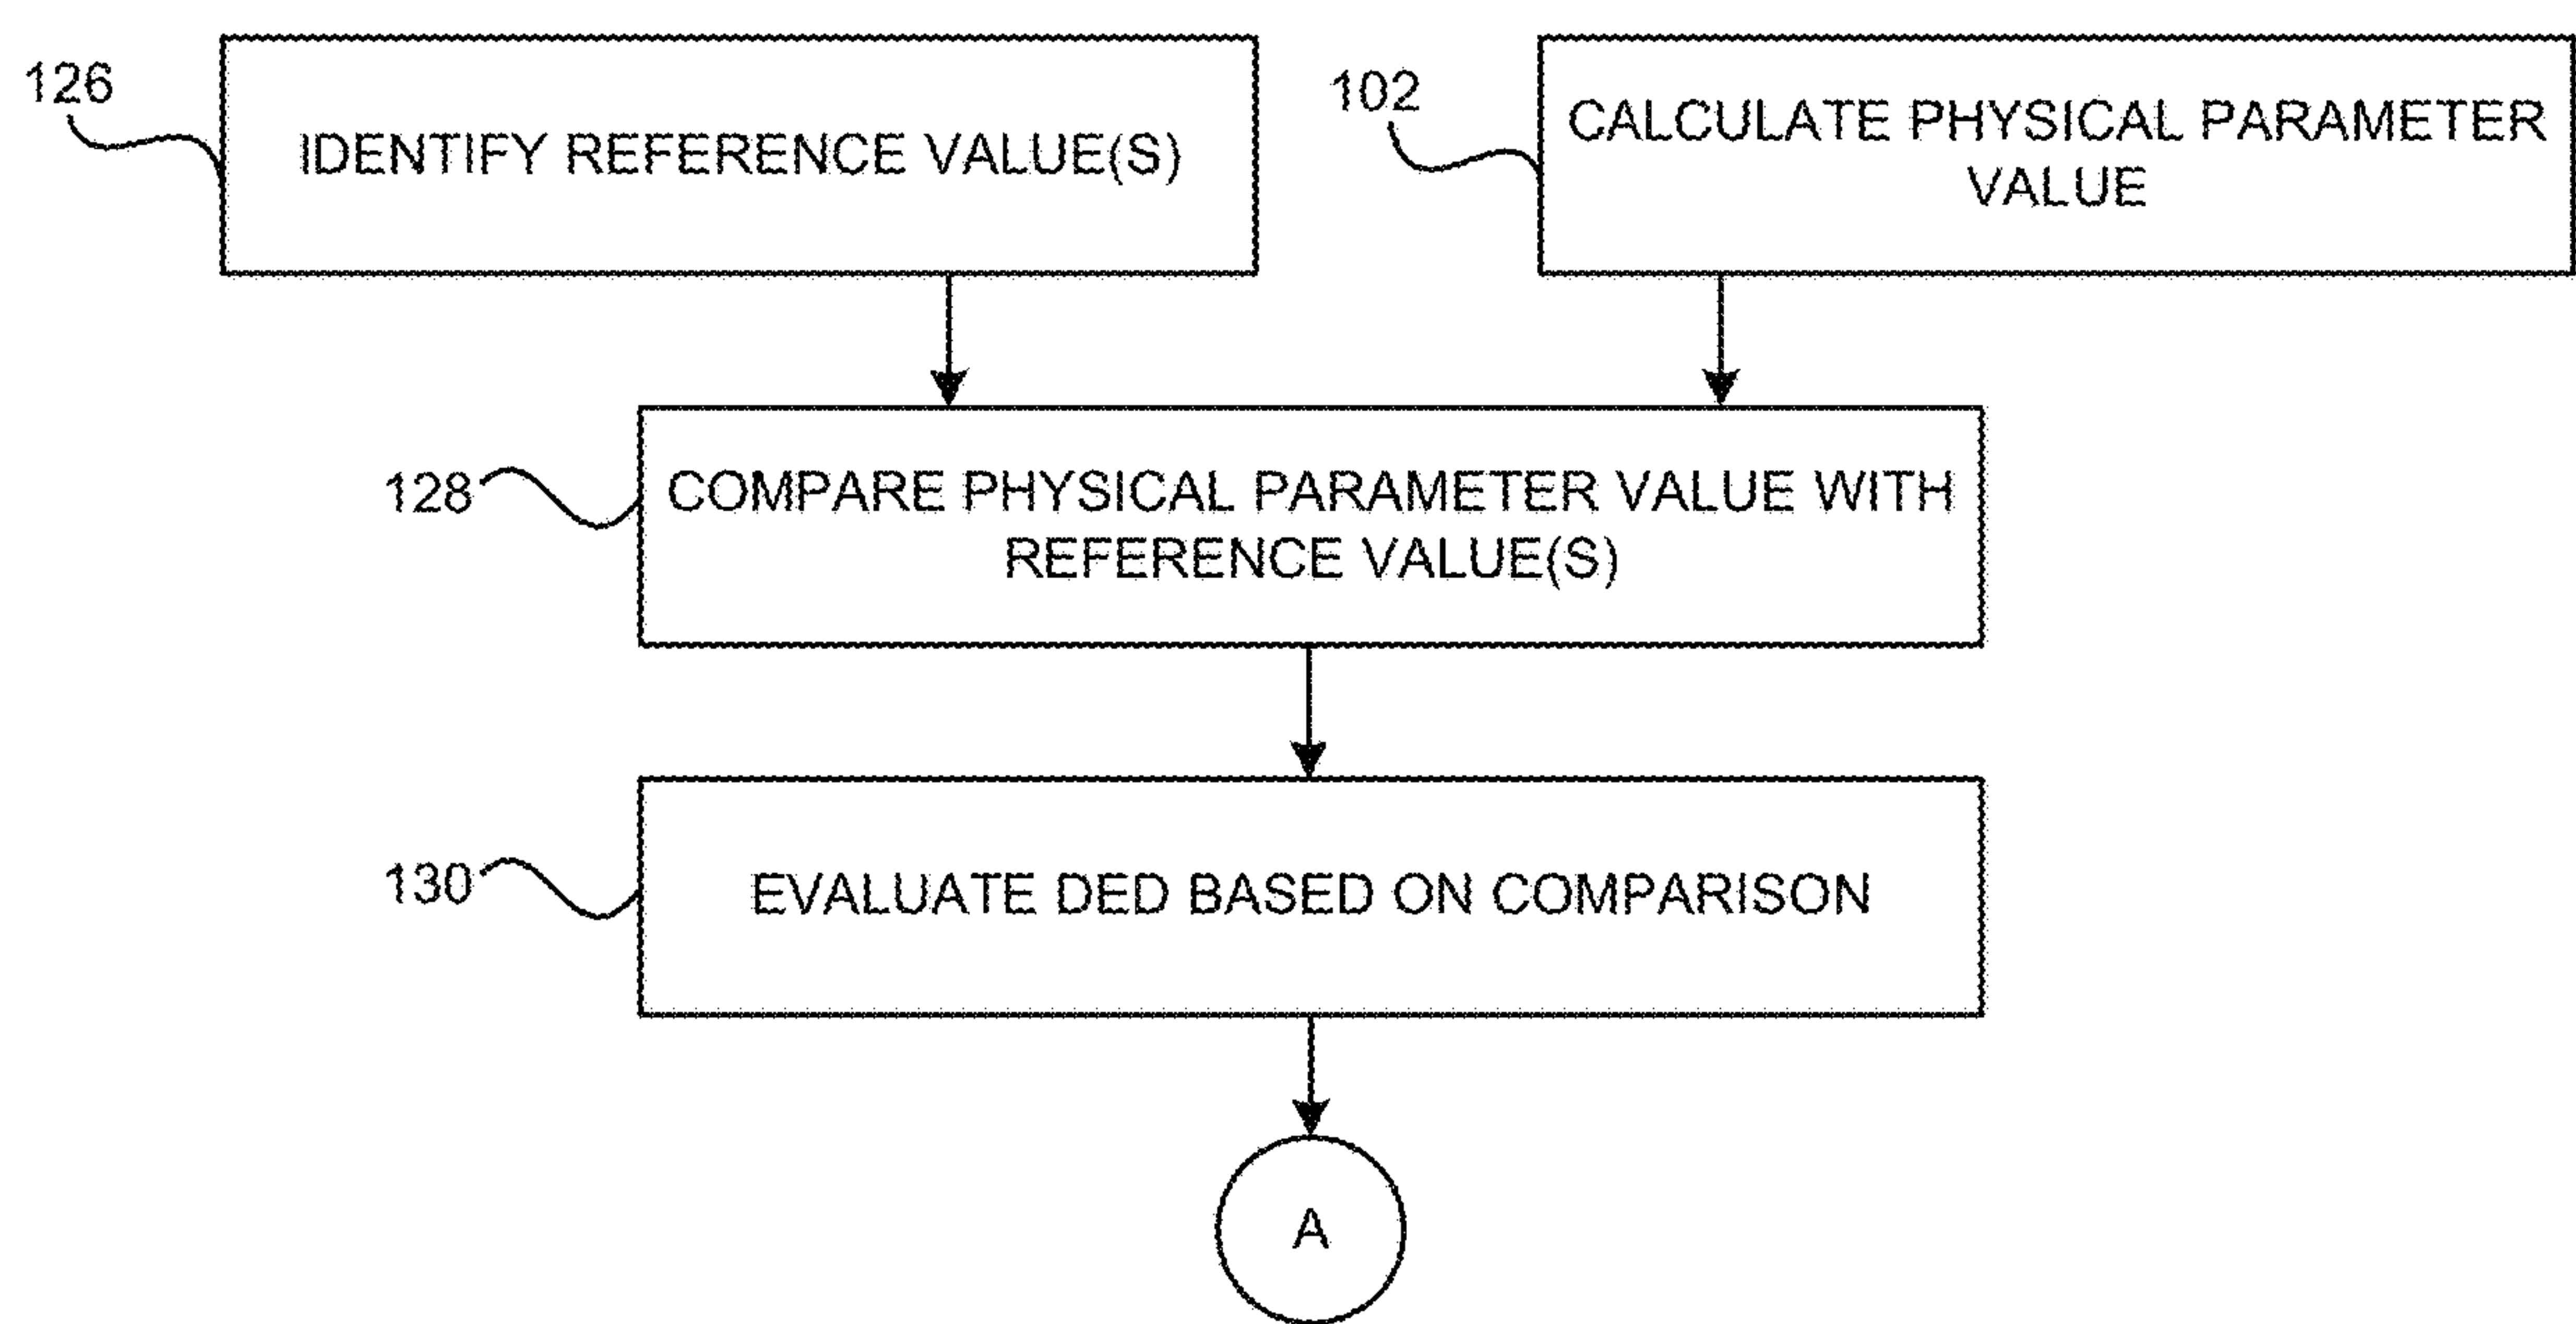 126
IDENTIFY REFERENCE VALUE(S)
102
CALCULATE PHYSICAL PARAMETER
VALUE
128
COMPARE PHYSICAL PARAMETER VALUE WITH
REFERENCE VALUE(S)
130
EVALUATE DED BASED ON COMPARISON
A